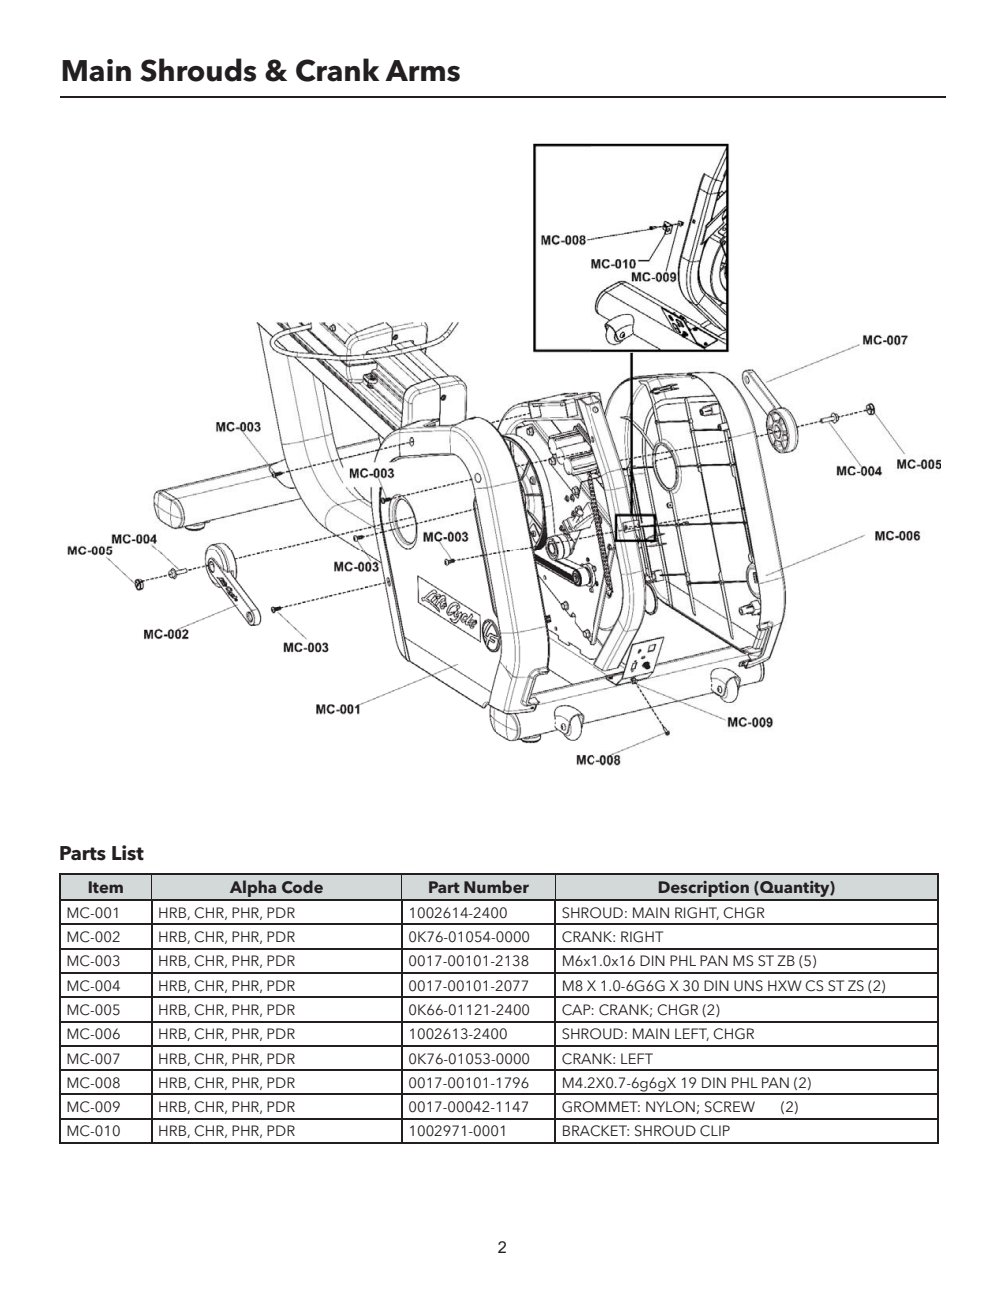 Main Shrouds & Crank Arms
MC-008
MC-010
MC-009
MC-007
MC-003
MC-003
MC-004
MC-005
MC-004
MC-005
MC-003
MC-003
MC-006
MC-002
MC-003
Life Cycle
MC-001
MC-009
MC-008
Parts List
Item Alpha Code Part Number Description (Quantity)
MC-001 HRB, CHR, PHR, PDR 1002614-2400 SHROUD: MAIN RIGHT, CHGR
MC-002 HRB, CHR, PHR, PDR 0K76-01054-0000 CRANK: RIGHT
MC-003 HRB, CHR, PHR, PDR 0017-00101-2138 M6x1.0x16 DIN PHL PAN MS ST ZB (5)
MC-004 HRB, CHR, PHR, PDR 0017-00101-2077 M8 X 1.0-6G6G X 30 DIN UNS HXW CS ST ZS (2)
MC-005 HRB, CHR, PHR, PDR 0K66-01121-2400 CAP: CRANK; CHGR (2)
MC-006 HRB, CHR, PHR, PDR 1002613-2400 SHROUD: MAIN LEFT, CHGR
MC-007 HRB, CHR, PHR, PDR 0K76-01053-0000 CRANK: LEFT
MC-008 HRB, CHR, PHR, PDR 0017-00101-1796 M4.2X0.7-6g6gX 19 DIN PHL PAN (2)
MC-009 HRB, CHR, PHR, PDR 0017-00042-1147 GROMMET: NYLON; SCREW (2)
MC-010 HRB, CHR, PHR, PDR 1002971-0001 BRACKET: SHROUD CLIP
2